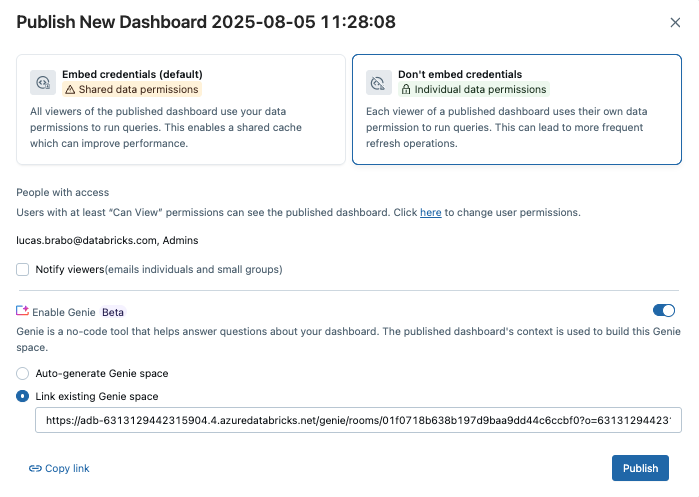 Publish New Dashboard 2025-08-05 11:28:08
Embed credentials (default)
Shared data permissions
All viewers of the published dashboard use your data
permissions to run queries. This enables a shared cache
which can improve performance.
Don't embed credentials
Individual data permissions
Each viewer of a published dashboard uses their own data
permission to run queries. This can lead to more frequent
refresh operations.
People with access
Users with at least “Can View” permissions can see the published dashboard. Click here to change user permissions.
lucas.brabo@databricks.com, Admins
Notify viewers(emails individuals and small groups)
Enable Genie Beta
Genie is a no-code tool that helps answer questions about your dashboard. The published dashboard's context is used to build this Genie
space.
Auto-generate Genie space
Link existing Genie space
https://adb-6313129442315904.4.azuredatabricks.net/genie/rooms/01f0718b638b197d9baa9dd44c6ccbf0?o=63131294423
Copy link
Publish